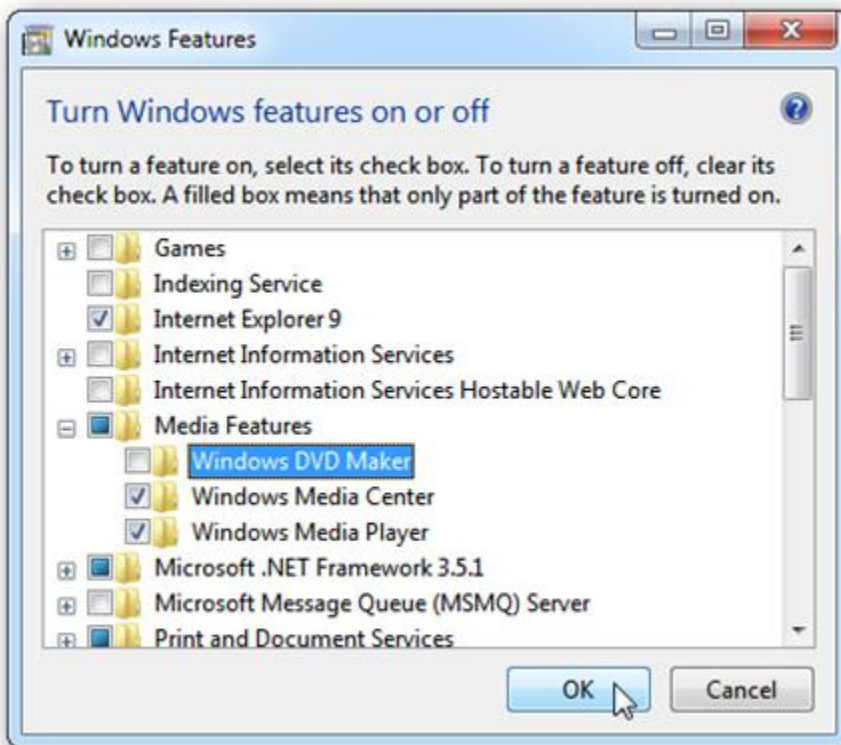 Windows Features
Turn Windows features on or off
To turn a feature on, select its check box. To turn a feature off, clear its
check box. A filled box means that only part of the feature is turned on.
Games
Indexing Service
Internet Explorer 9
Internet Information Services
Internet Information Services Hostable Web Core
Media Features
Windows DVD Maker
Windows Media Center
Windows Media Player
Microsoft .NET Framework 3.5.1
Microsoft Message Queue (MSMQ) Server
Print and Document Services
OK Cancel